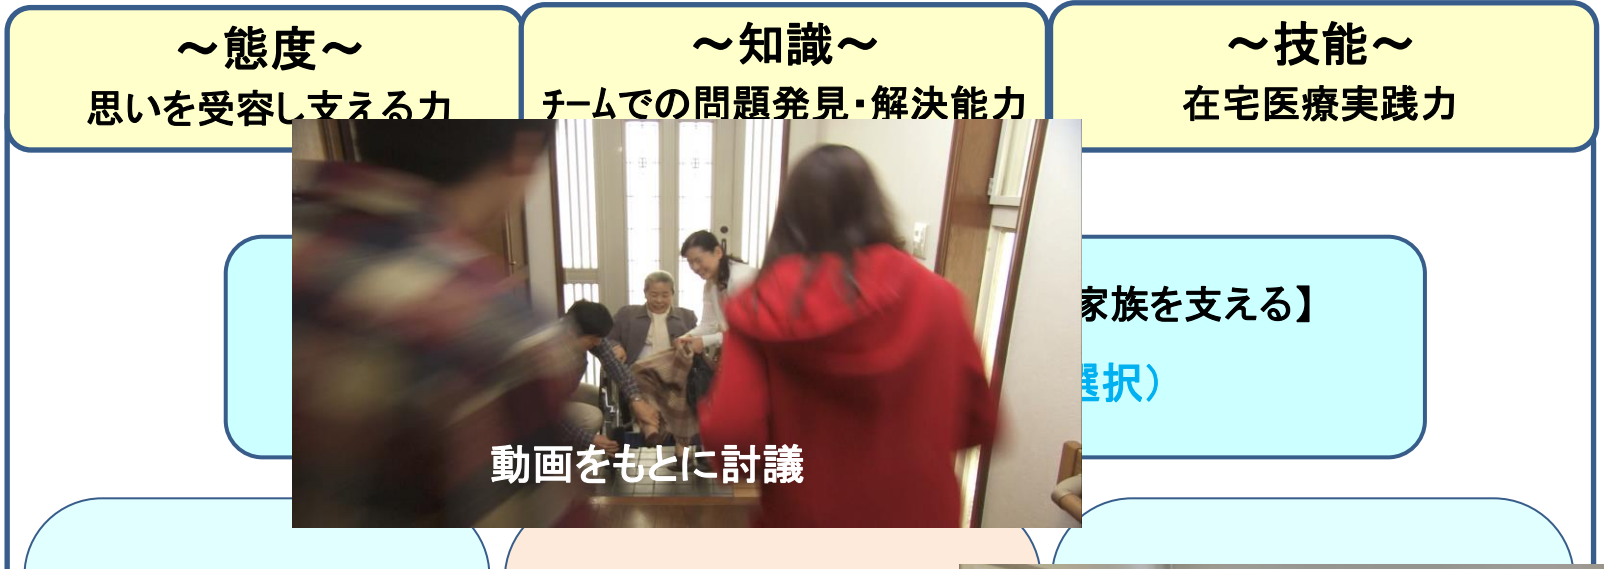 ～態度～
思いを受容し支える力
～知識～
ﾁｰﾑでの問題発見・解決能力
～技能～
在宅医療実践力
家族を支える】
選択）
動画をもとに討議